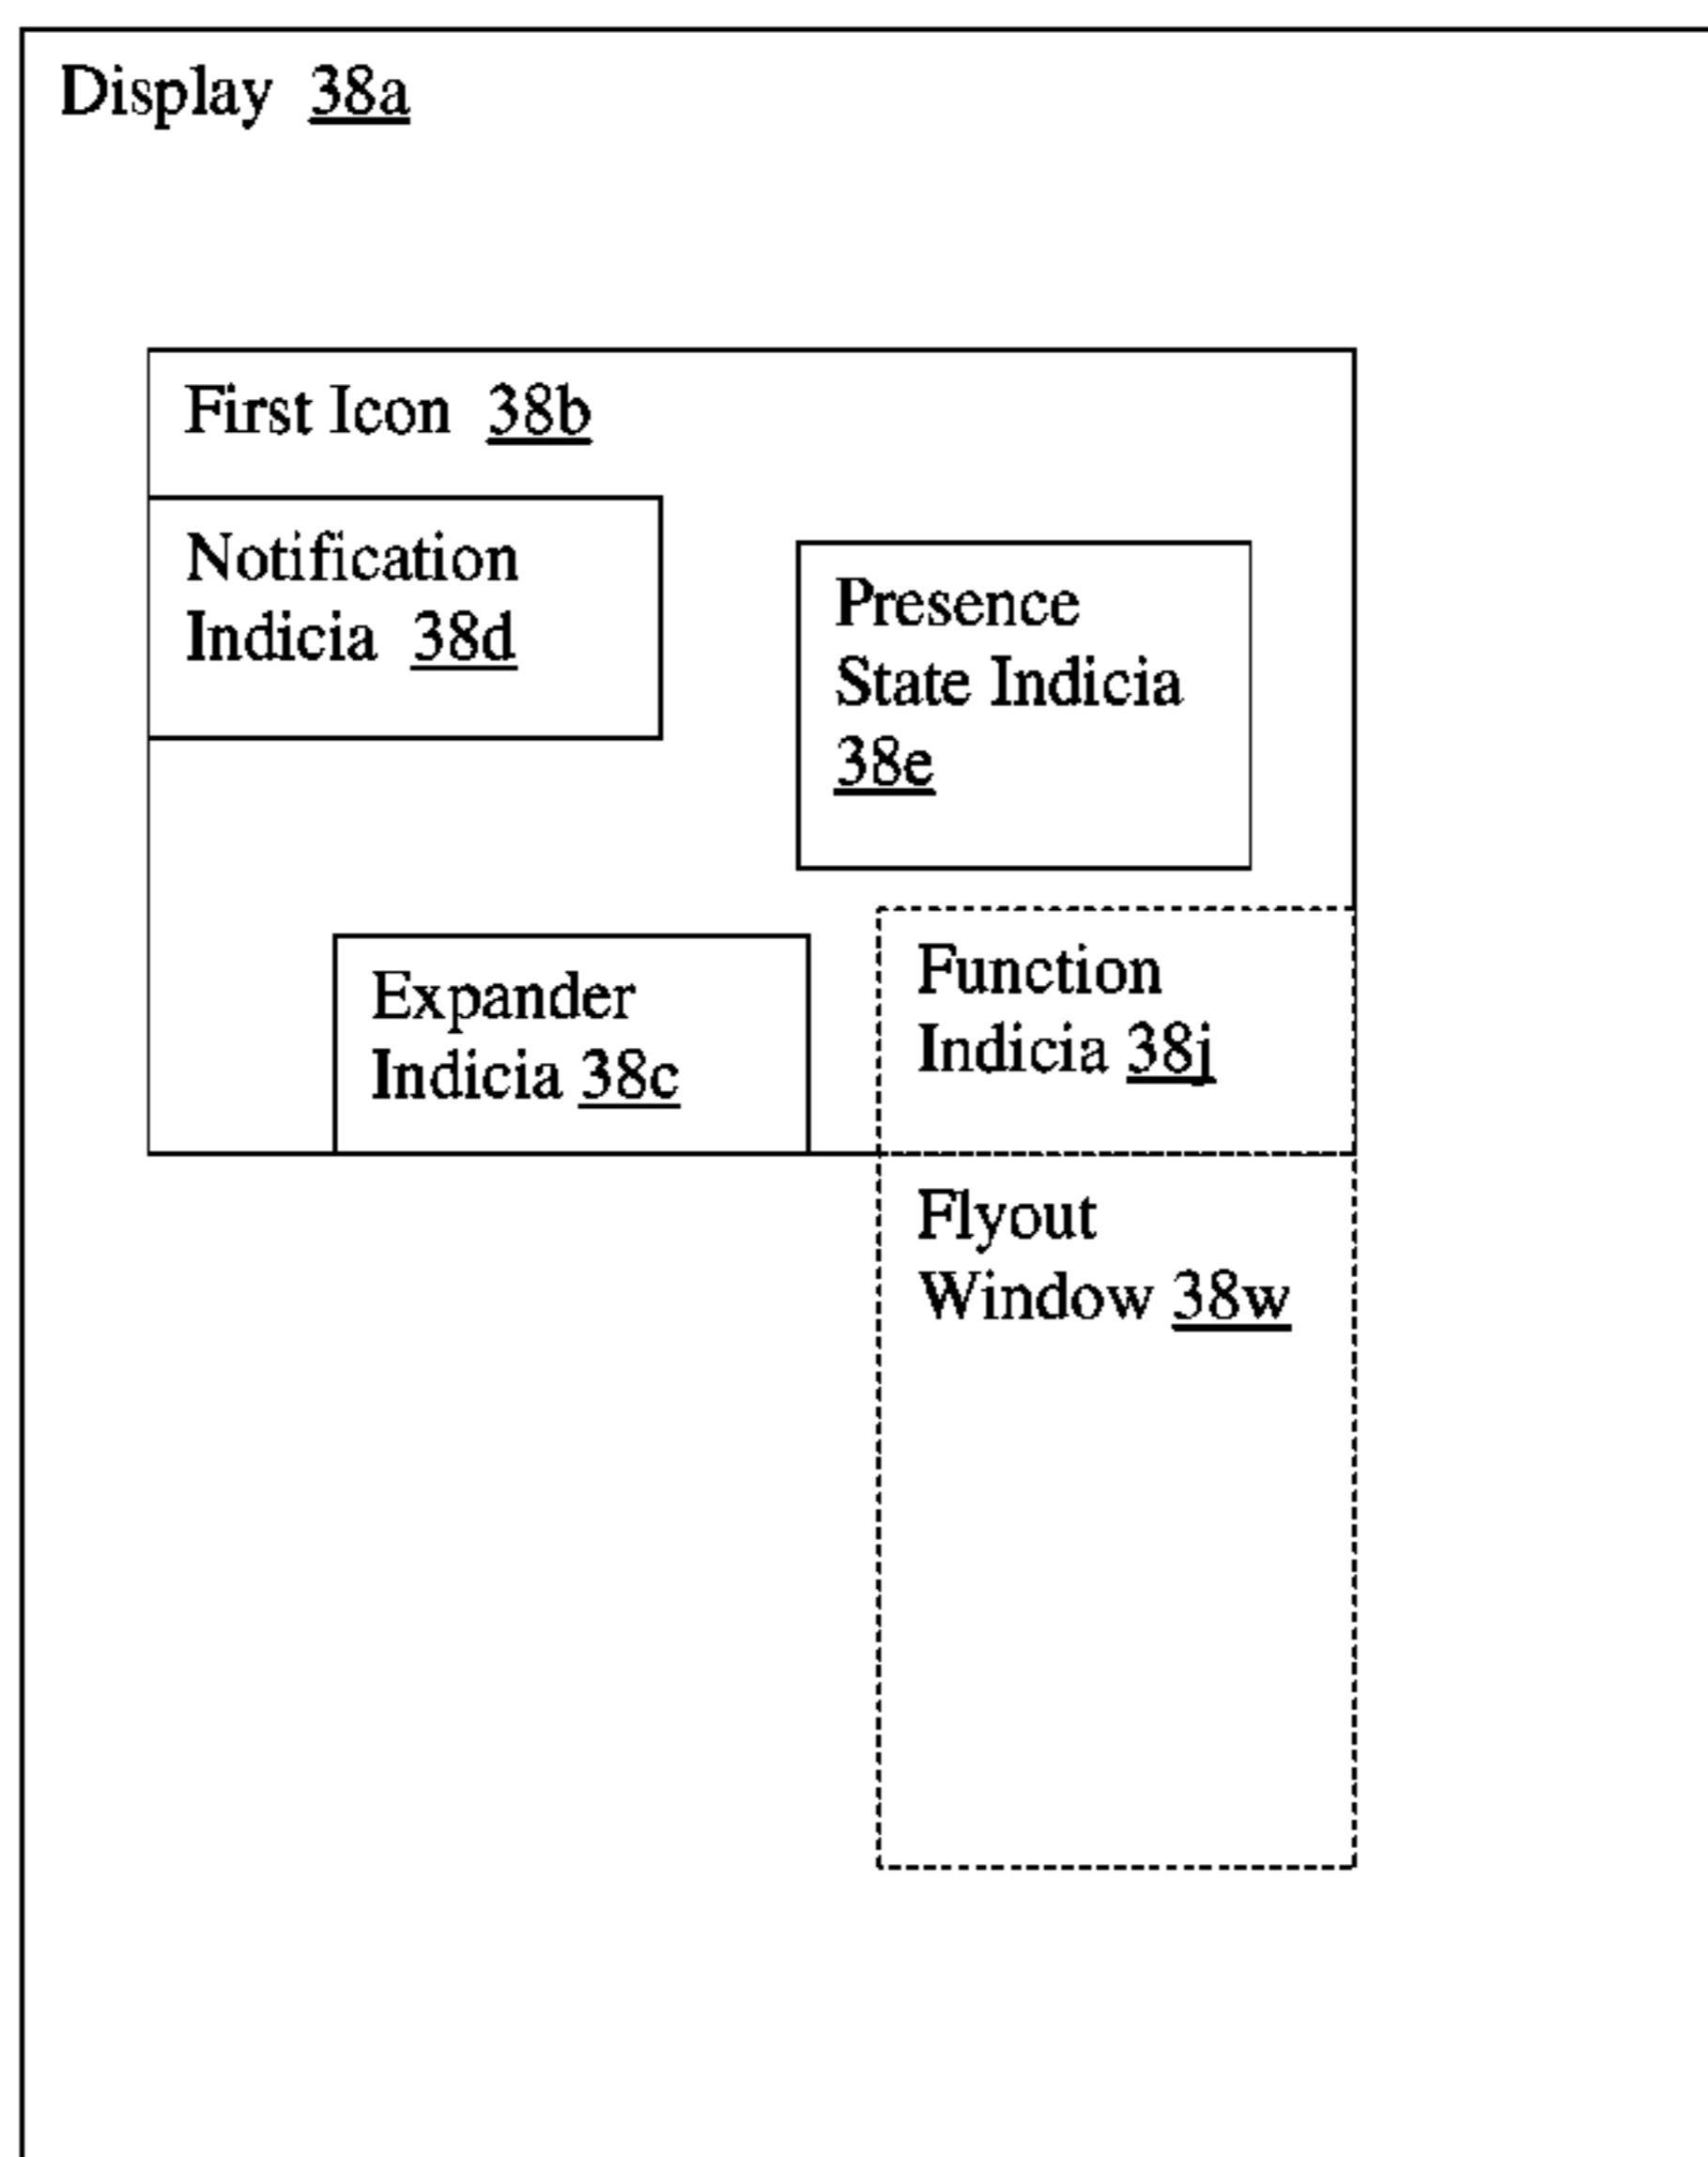 Display 38a
First Icon 38b
Notification
Indicia 38d
Presence
State Indicia
38e
Expander
Indicia 38c
Function
Indicia 38j
Flyout
Window 38w